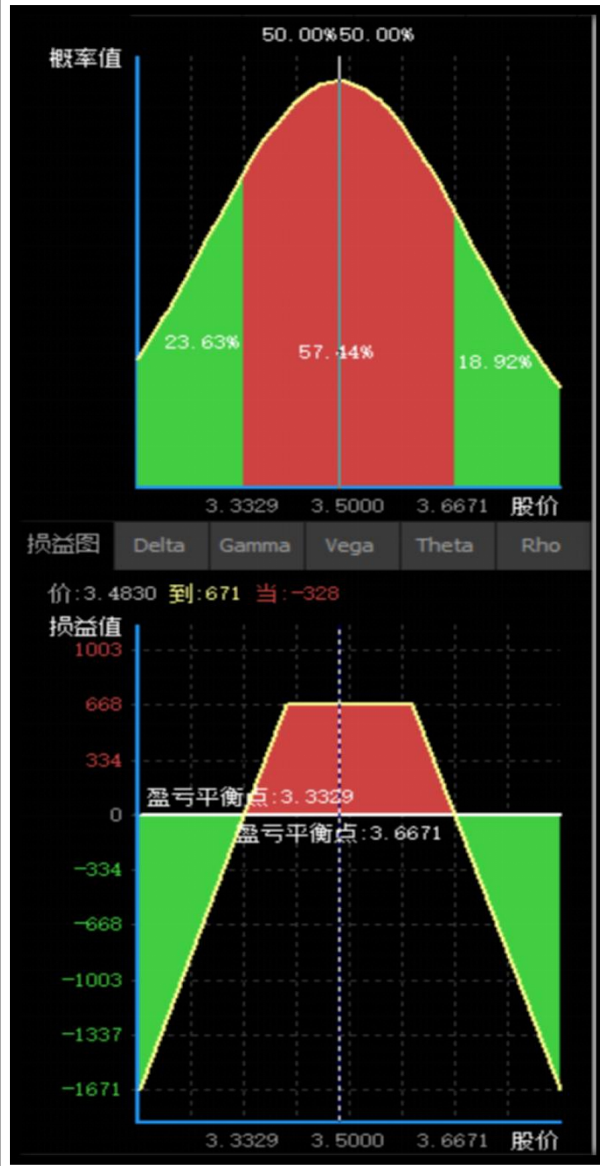 50.00%50.00%
概率值
23.63%
57.44%
18.92%
3.3329 3.5000 3.6671 股价
损益图 Delta Gamma Vega Theta Rho
价:3.4830 到:671 当:-328
损益值
1003
668
334
盈亏平衡点:3.3329
0
盈亏平衡点:3.6671
-334
-668
-1003
-1337
-1671
3.3329 3.5000 3.6671 股价